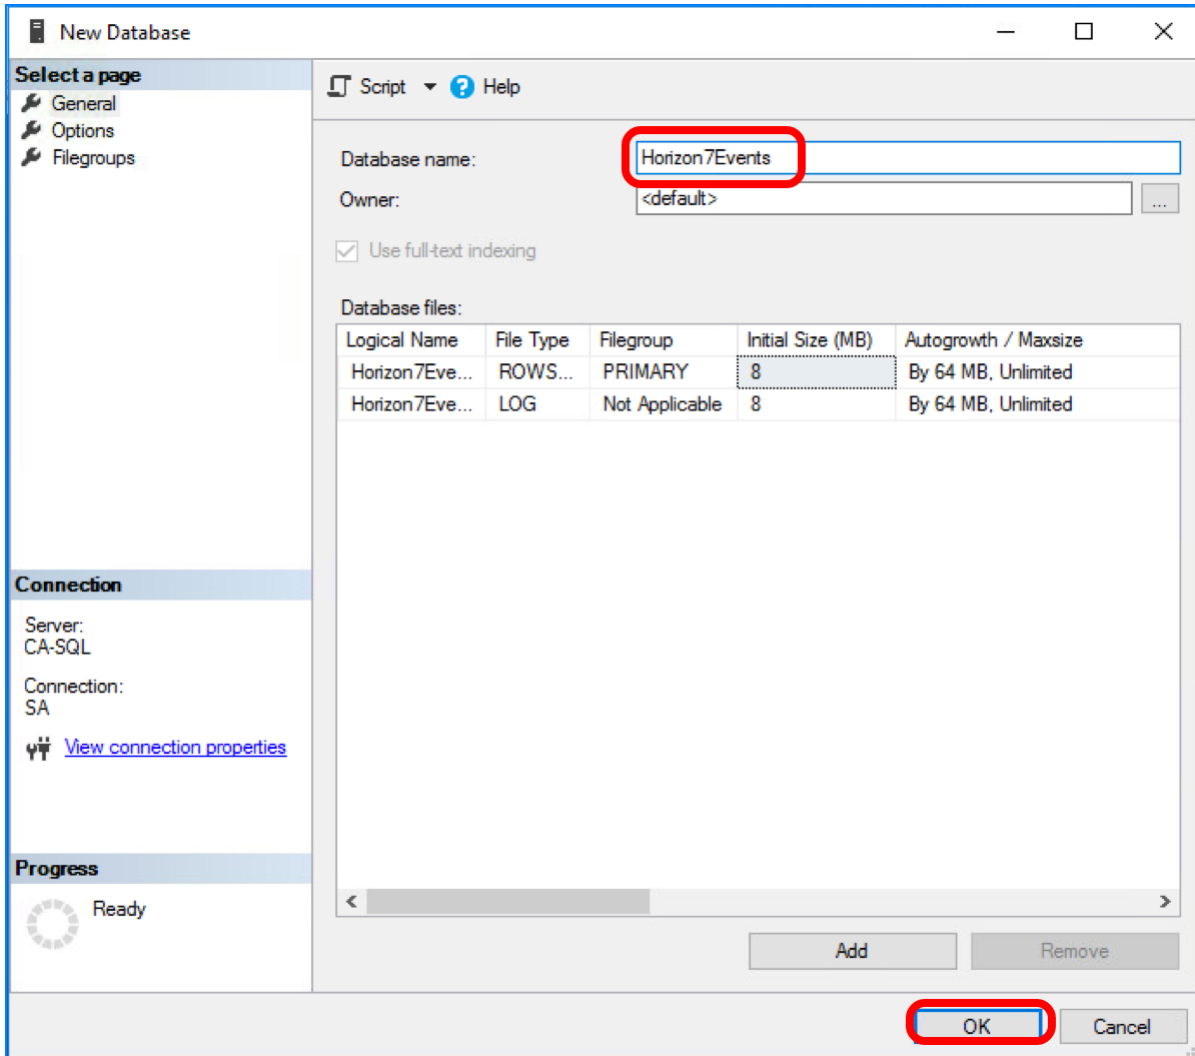 New Database
Select a page
General
Options
Filegroups
Script Help
Database name: Horizon7Events
Owner: <default> ...
Use full-text indexing
Database files:
Logical Name File Type Filegroup Initial Size (MB) Autogrowth / Maxsize
Horizon7Eve... ROWS... PRIMARY 8 By 64 MB, Unlimited
Horizon7Eve... LOG Not Applicable 8 By 64 MB, Unlimited
Connection
Server:
CA-SQL
Connection:
SA
View connection properties
Progress
Ready
Add Remove
OK Cancel